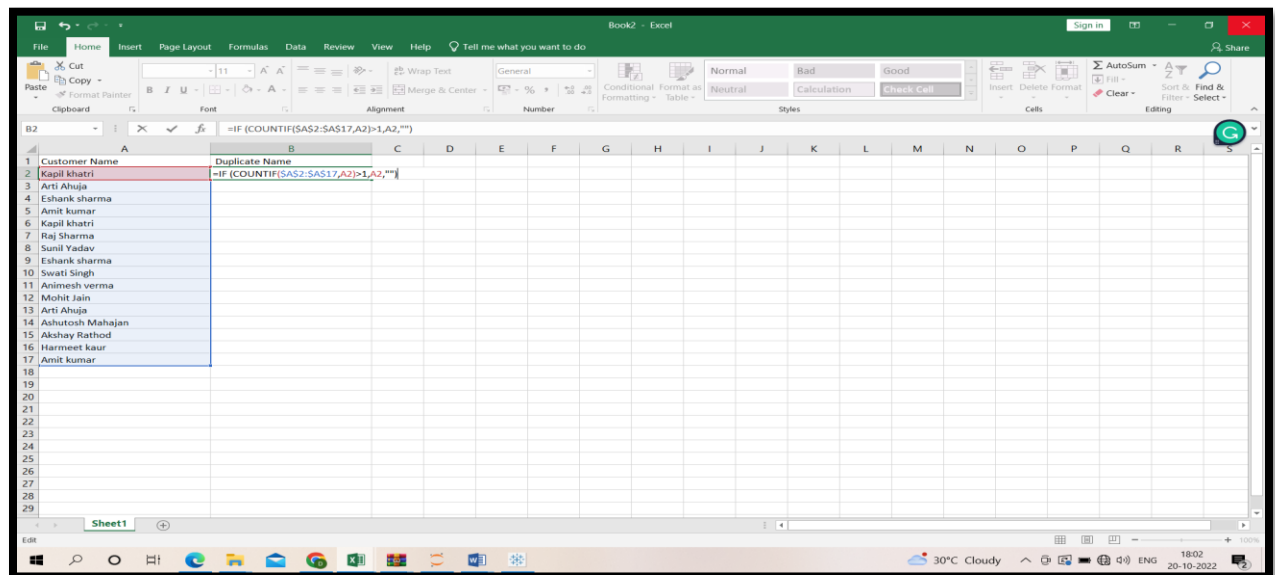 Book2 - Excel
Sign in
File Home Insert Page Layout Formulas Data Review View Help Tell me what you want to do
Share
Paste
Cut
Copy
Format Painter
Clipboard
11 A A
B I U A
Font
Wrap Text
Merge & Center
Alignment
General
%
Number
Conditional Formatting
Format as Table
Normal Bad Good
Neutral Calculation Check Cell
Styles
Insert Delete Format
Cells
AutoSum
Fill
Clear
Sort & Filter
Find & Select
Editing
B2 fx =IF (COUNTIF($A$2:$A$17,A2)>1,A2,"")
A B C D E F G H I J K L M N O P Q R S
1 Customer Name Duplicate Name
2 Kapil khatri =IF (COUNTIF($A$2:$A$17,A2)>1,A2,"")
3 Arti Ahuja
4 Eshank sharma
5 Amit kumar
6 Kapil khatri
7 Raj Sharma
8 Sunil Yadav
9 Eshank sharma
10 Swati Singh
11 Animesh verma
12 Mohit Jain
13 Arti Ahuja
14 Ashutosh Mahajan
15 Akshay Rathod
16 Harmeet kaur
17 Amit kumar
18
19
20
21
22
23
24
25
26
27
28
29
Sheet1
Edit
100%
30°C Cloudy ENG 18:02
20-10-2022
2